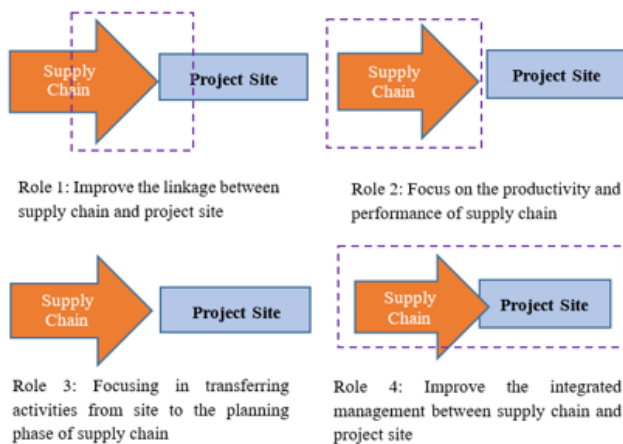 Supply
Chain
Project Site
Supply
Chain
Project Site
Role 1: Improve the linkage between
supply chain and project site
Role 2: Focus on the productivity and
performance of supply chain
Supply
Chain
Project Site
Supply
Chain
Project Site
Role 3: Focusing in transferring
activities from site to the planning
phase of supply chain
Role 4: Improve the integrated
management between supply chain and
project site